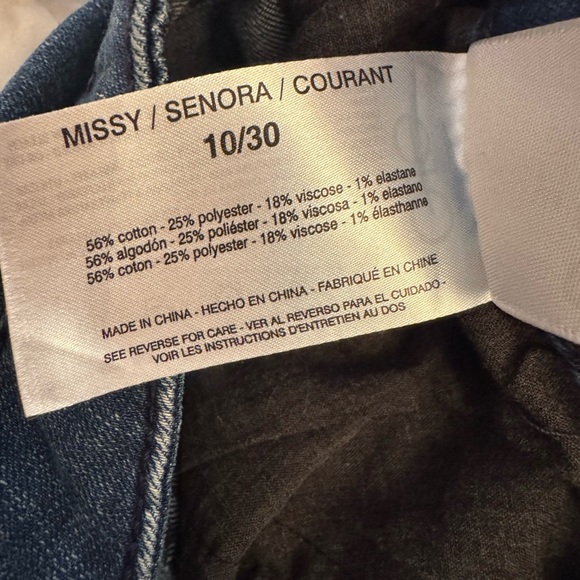 MISSY / SENORA / COURANT
10/30
56% cotton - 25% polyester - 18% viscose - 1% elastane
56% algodón - 25% poliéster - 18% viscosa - 1% elastano
56% coton - 25% polyester - 18% viscose - 1% élasthanne
MADE IN CHINA - HECHO EN CHINA - FABRIQUÉ EN CHINE
SEE REVERSE FOR CARE - VER AL REVERSO PARA EL CUIDADO -
VOIR LES INSTRUCTIONS D'ENTRETIEN AU DOS